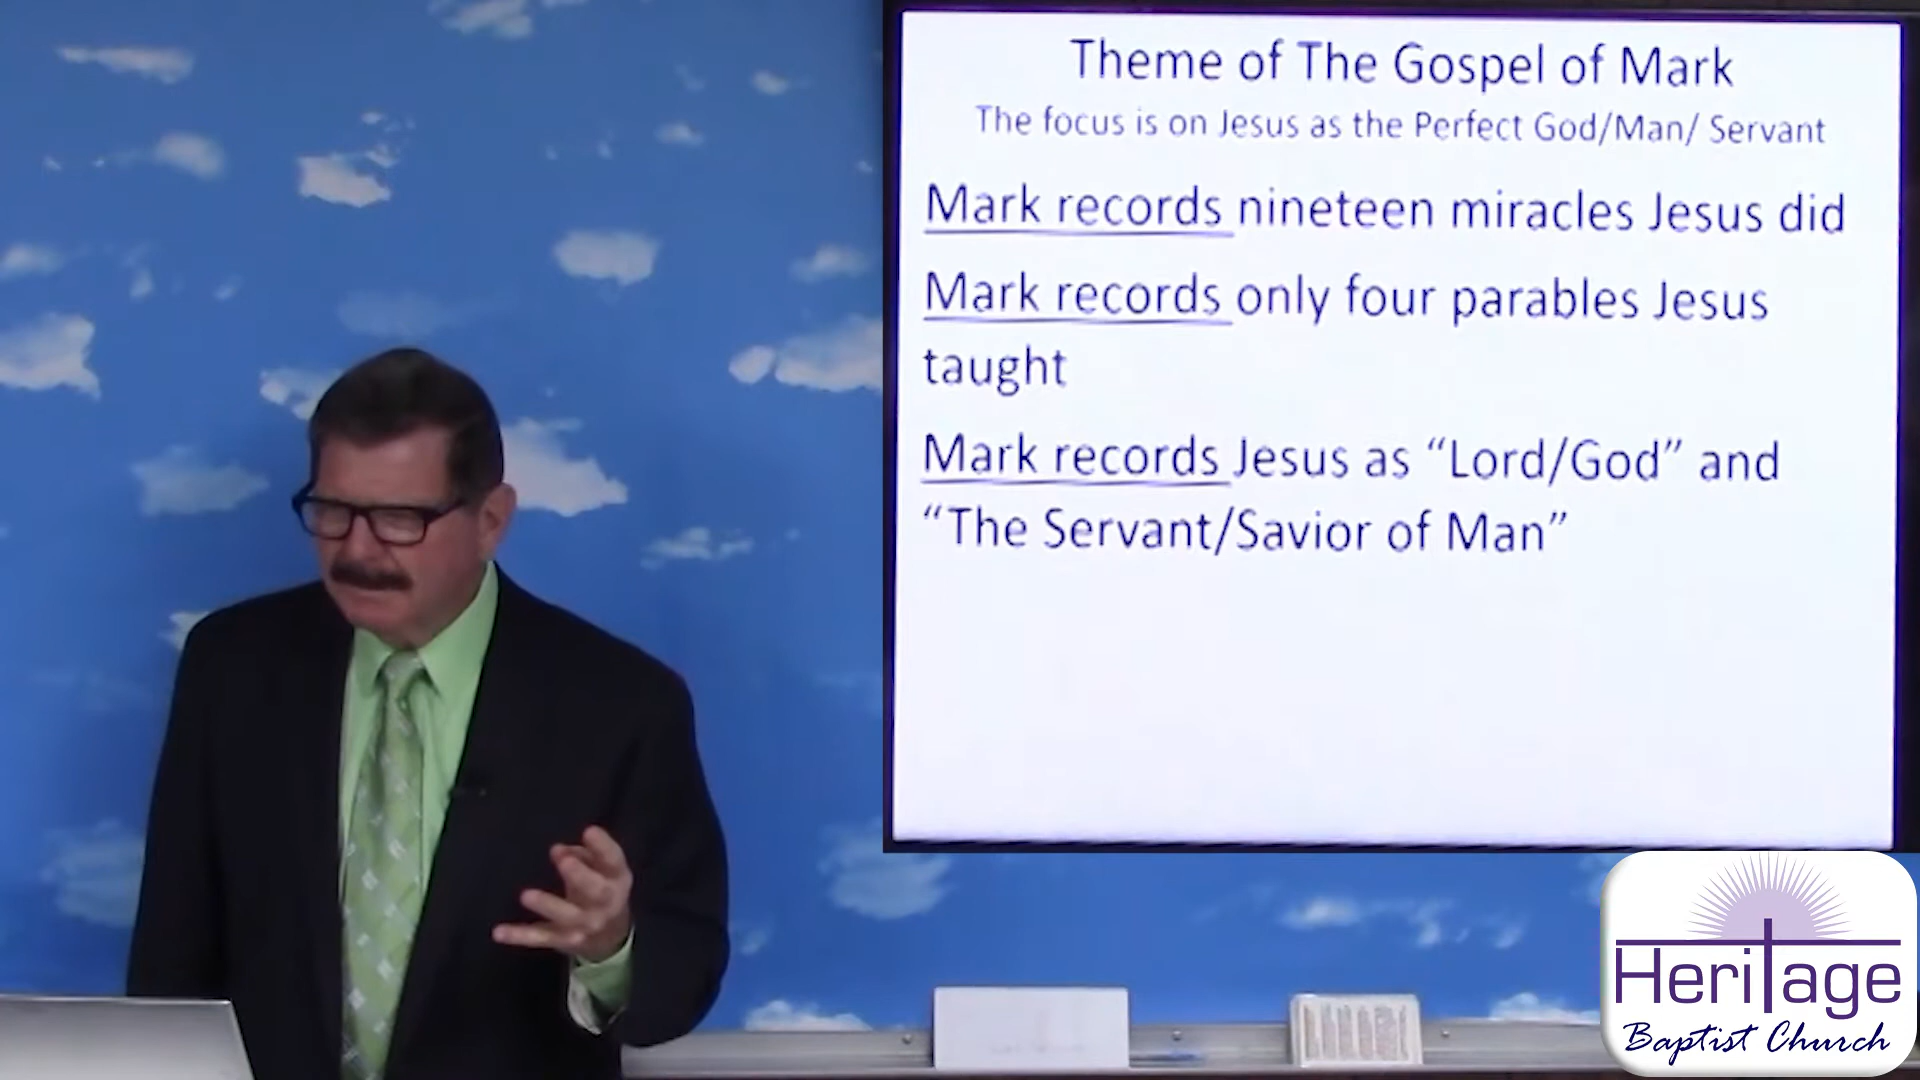 Theme of The Gospel of Mark
The focus is on Jesus as the Perfect God/Man/ Servant
Mark records nineteen miracles Jesus did
Mark records only four parables Jesus
taught
Mark records Jesus as “Lord/God” and
“The Servant/Savior of Man”
Heritage
Baptist Church